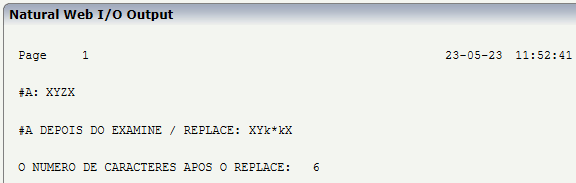 Natural Web I/O Output
Page 1 23-05-23 11:52:41
#A: XYZX
#A DEPOIS DO EXAMINE / REPLACE: XYk*kX
O NUMERO DE CARACTERES APOS O REPLACE: 6